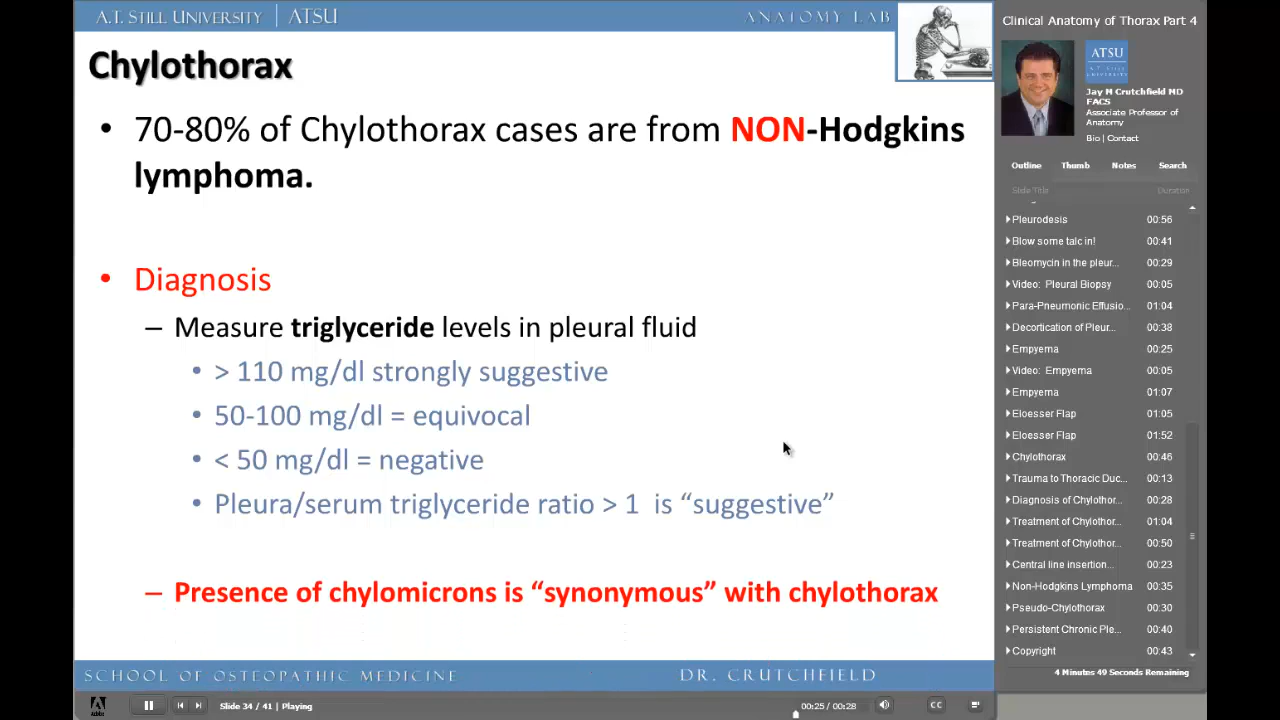 A.T. STILL UNIVERSITY | ATSU
ANATOMY LAB
Chylothorax
• 70-80% of Chylothorax cases are from NON-Hodgkins
lymphoma.
• Diagnosis
– Measure triglyceride levels in pleural fluid
• > 110 mg/dl strongly suggestive
• 50-100 mg/dl = equivocal
• < 50 mg/dl = negative
• Pleura/serum triglyceride ratio > 1 is “suggestive”
– Presence of chylomicrons is “synonymous” with chylothorax
SCHOOL OF OSTEOPATHIC MEDICINE
DR. CRUTCHFIELD
Adobe
Slide 34 / 41 | Playing
00:25 / 00:28
CC
Clinical Anatomy of Thorax Part 4
ATSU
A.T. STILL
UNIVERSITY
Jay M Crutchfield MD
FACS
Associate Professor of
Anatomy
Bio | Contact
Outline Thumb Notes Search
Slide Title Duration
Pleurodesis 00:56
Blow some talc in! 00:41
Bleomycin in the pleur... 00:29
Video: Pleural Biopsy 00:05
Para-Pneumonic Effusio... 01:04
Decortication of Pleur... 00:38
Empyema 00:25
Video: Empyema 00:05
Empyema 01:07
Eloesser Flap 01:05
Eloesser Flap 01:52
Chylothorax 00:46
Trauma to Thoracic Duc... 00:13
Diagnosis of Chylothor... 00:28
Treatment of Chylothor... 01:04
Treatment of Chylothor... 00:50
Central line insertion... 00:23
Non-Hodgkins Lymphoma 00:35
Pseudo-Chylothorax 00:30
Persistent Chronic Ple... 00:40
Copyright 00:43
4 Minutes 49 Seconds Remaining